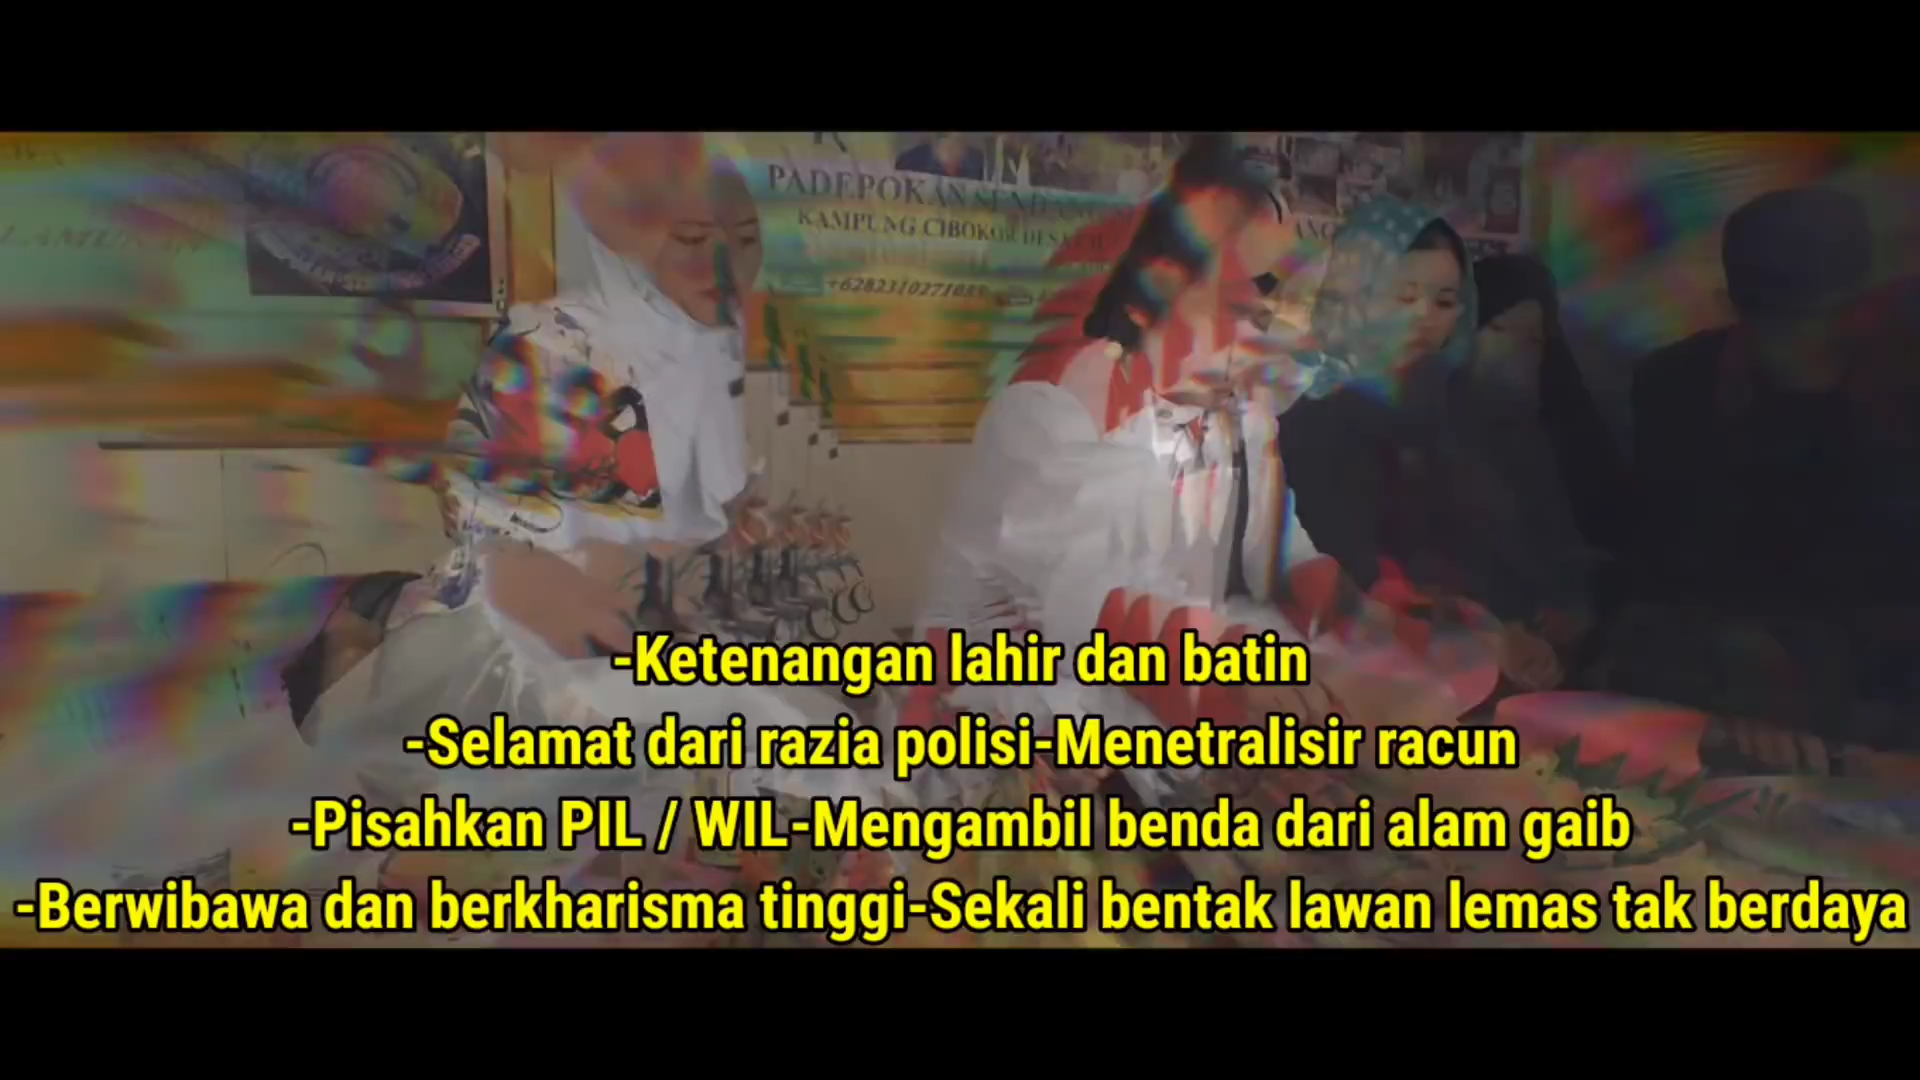 PADEPOKAN
KAMPUNG CIBOKOR DESA
-Ketenangan lahir dan batin
-Selamat dari razia polisi-Menetralisir racun
-Pisahkan PIL / WIL-Mengambil benda dari alam gaib
-Berwibawa dan berkharisma tinggi-Sekali bentak lawan lemas tak berdaya